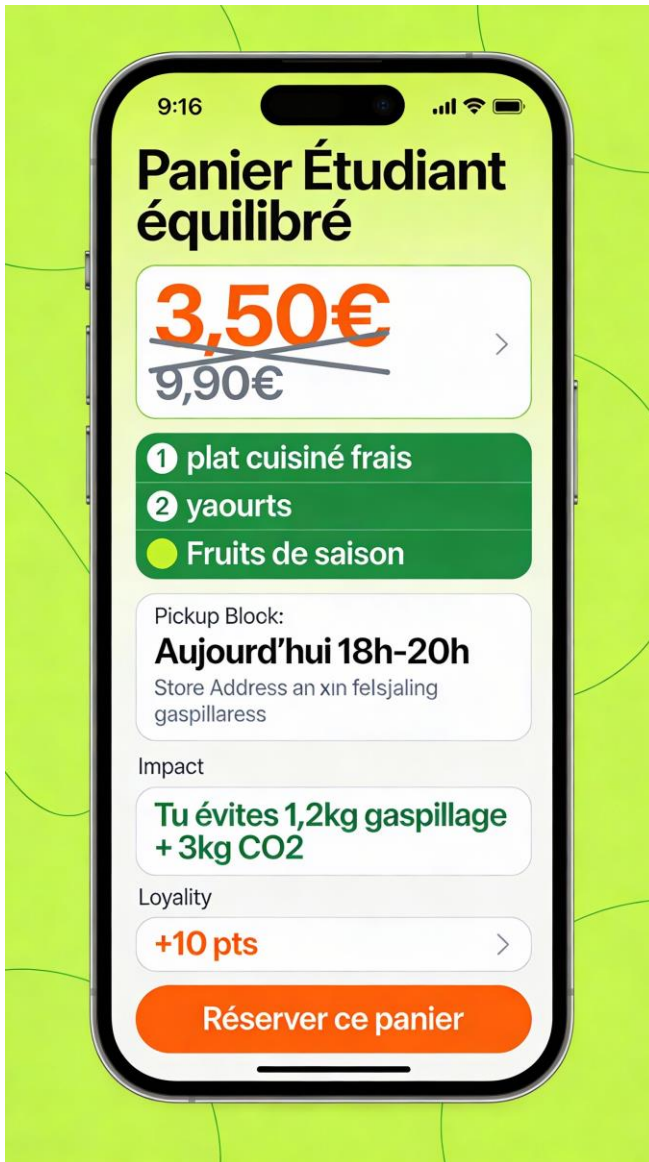 9:16
Panier Étudiant
équilibré
3,50€
9,90€
1 plat cuisiné frais
2 yaourts
Fruits de saison
Pickup Block:
Aujourd’hui 18h-20h
Store Address an xın felsjaling
gaspillaress
Impact
Tu évites 1,2kg gaspillage
+ 3kg CO2
Loyality
+10 pts
Réserver ce panier